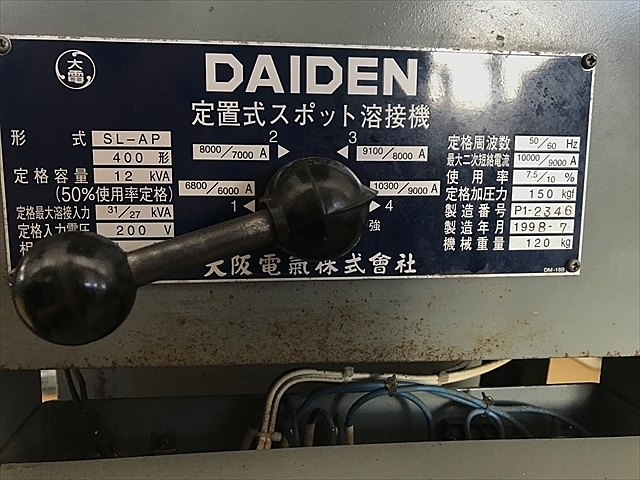 大電
DAIDEN
定置式スポット溶接機
形 式 SL-AP
400 形
定格容量 12 kVA
(50%使用率定格)
定格最大溶接入力 31/27 kVA
定格入力電圧 200 V
相
2 8000/7000 A
3 9100/8000 A
6800/6000 A 1
10300/9000 A 4
強
定格周波数 50/60 Hz
最大二次短絡電流 10000/9000 A
使用率 7.5/10 %
定格加圧力 150 kgf
製造番号 P1-2346
製造年月 1998-7
機械重量 120 kg
大阪電氣株式會社
DM-18B